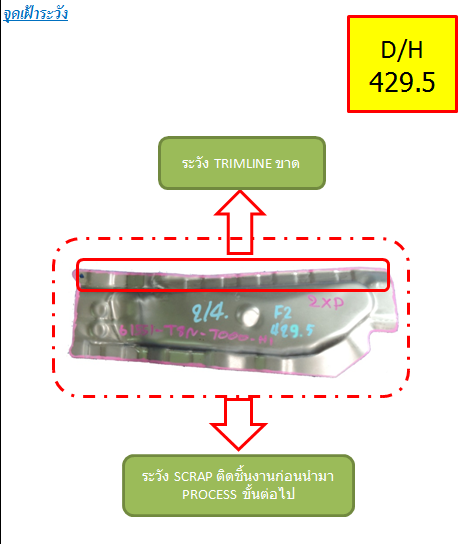 จุดเฝ้าระวัง
D/H
429.5
ระวัง TRIMLINE ขาด
2/4.
F2
2xP
429.5
ระวัง SCRAP ติดชิ้นงานก่อนนำมา
PROCESS ขั้นต่อไป